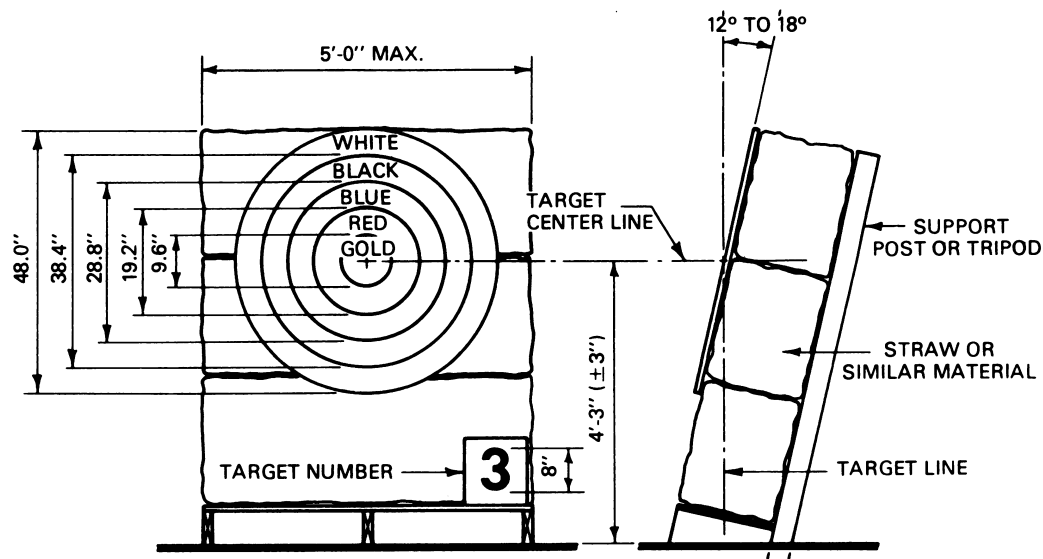 12° TO 18°
5'-0" MAX.
WHITE
BLACK
BLUE
RED
GOLD
48.0"
38.4"
28.8"
19.2"
9.6"
TARGET
CENTER LINE
SUPPORT
POST OR TRIPOD
STRAW OR
SIMILAR MATERIAL
4'-3" (±3")
TARGET NUMBER
3
8"
TARGET LINE